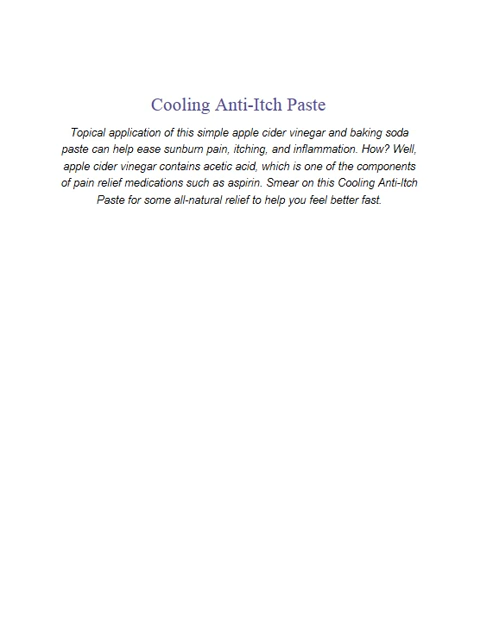 Cooling Anti-Itch Paste
Topical application of this simple apple cider vinegar and baking soda
paste can help ease sunburn pain, itching, and inflammation. How? Well,
apple cider vinegar contains acetic acid, which is one of the components
of pain relief medications such as aspirin. Smear on this Cooling Anti-Itch
Paste for some all-natural relief to help you feel better fast.